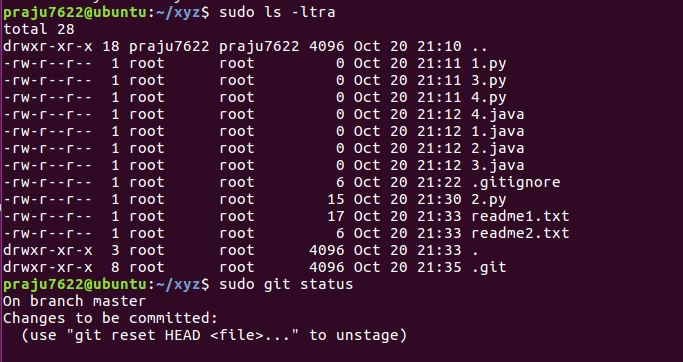 praju7622@ubuntu:~/xyz$ sudo ls -ltra
total 28
drwxr-xr-x 18 praju7622 praju7622 4096 Oct 20 21:10 ..
-rw-r--r--  1 root      root         0 Oct 20 21:11 1.py
-rw-r--r--  1 root      root         0 Oct 20 21:11 3.py
-rw-r--r--  1 root      root         0 Oct 20 21:11 4.py
-rw-r--r--  1 root      root         0 Oct 20 21:12 4.java
-rw-r--r--  1 root      root         0 Oct 20 21:12 1.java
-rw-r--r--  1 root      root         0 Oct 20 21:12 2.java
-rw-r--r--  1 root      root         0 Oct 20 21:12 3.java
-rw-r--r--  1 root      root         6 Oct 20 21:22 .gitignore
-rw-r--r--  1 root      root        15 Oct 20 21:30 2.py
-rw-r--r--  1 root      root        17 Oct 20 21:33 readme1.txt
-rw-r--r--  1 root      root         6 Oct 20 21:33 readme2.txt
drwxr-xr-x  3 root      root      4096 Oct 20 21:33 .
drwxr-xr-x  8 root      root      4096 Oct 20 21:35 .git
praju7622@ubuntu:~/xyz$ sudo git status
On branch master
Changes to be committed:
  (use "git reset HEAD <file>..." to unstage)